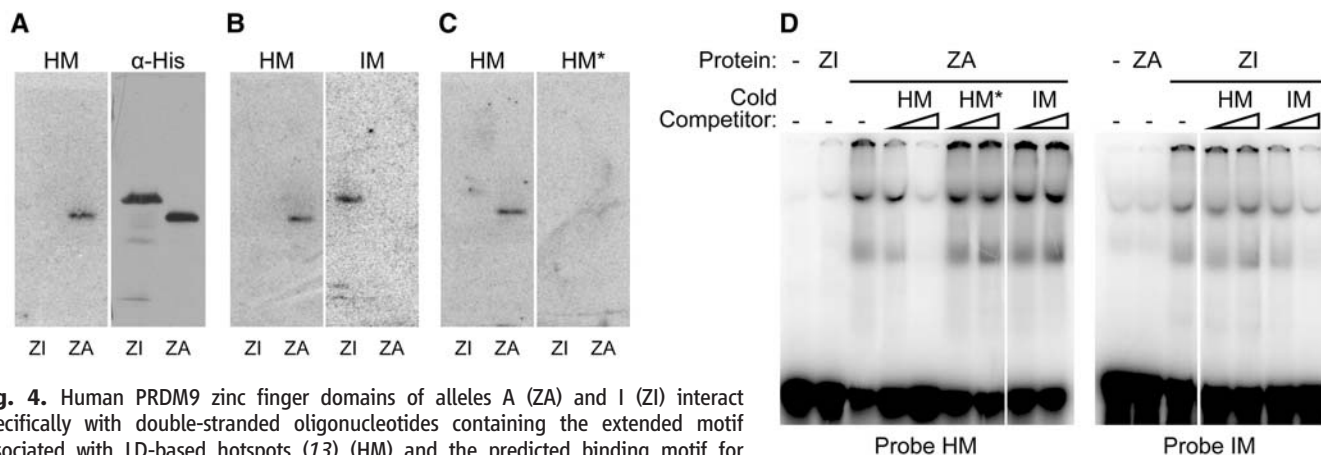 A B C D
HM α-His HM IM HM HM*
Protein: - ZI ZA - ZA ZI
Cold HM HM* IM HM IM
Competitor: - - - - - -
ZI ZA ZI ZA ZI ZA ZI ZA ZI ZA ZI ZA
Probe HM Probe IM
g. 4. Human PRDM9 zinc finger domains of alleles A (ZA) and I (ZI) interact
ecifically with double-stranded oligonucleotides containing the extended motif
sociated with LD-based hotspots (13) (HM) and the predicted binding motif for